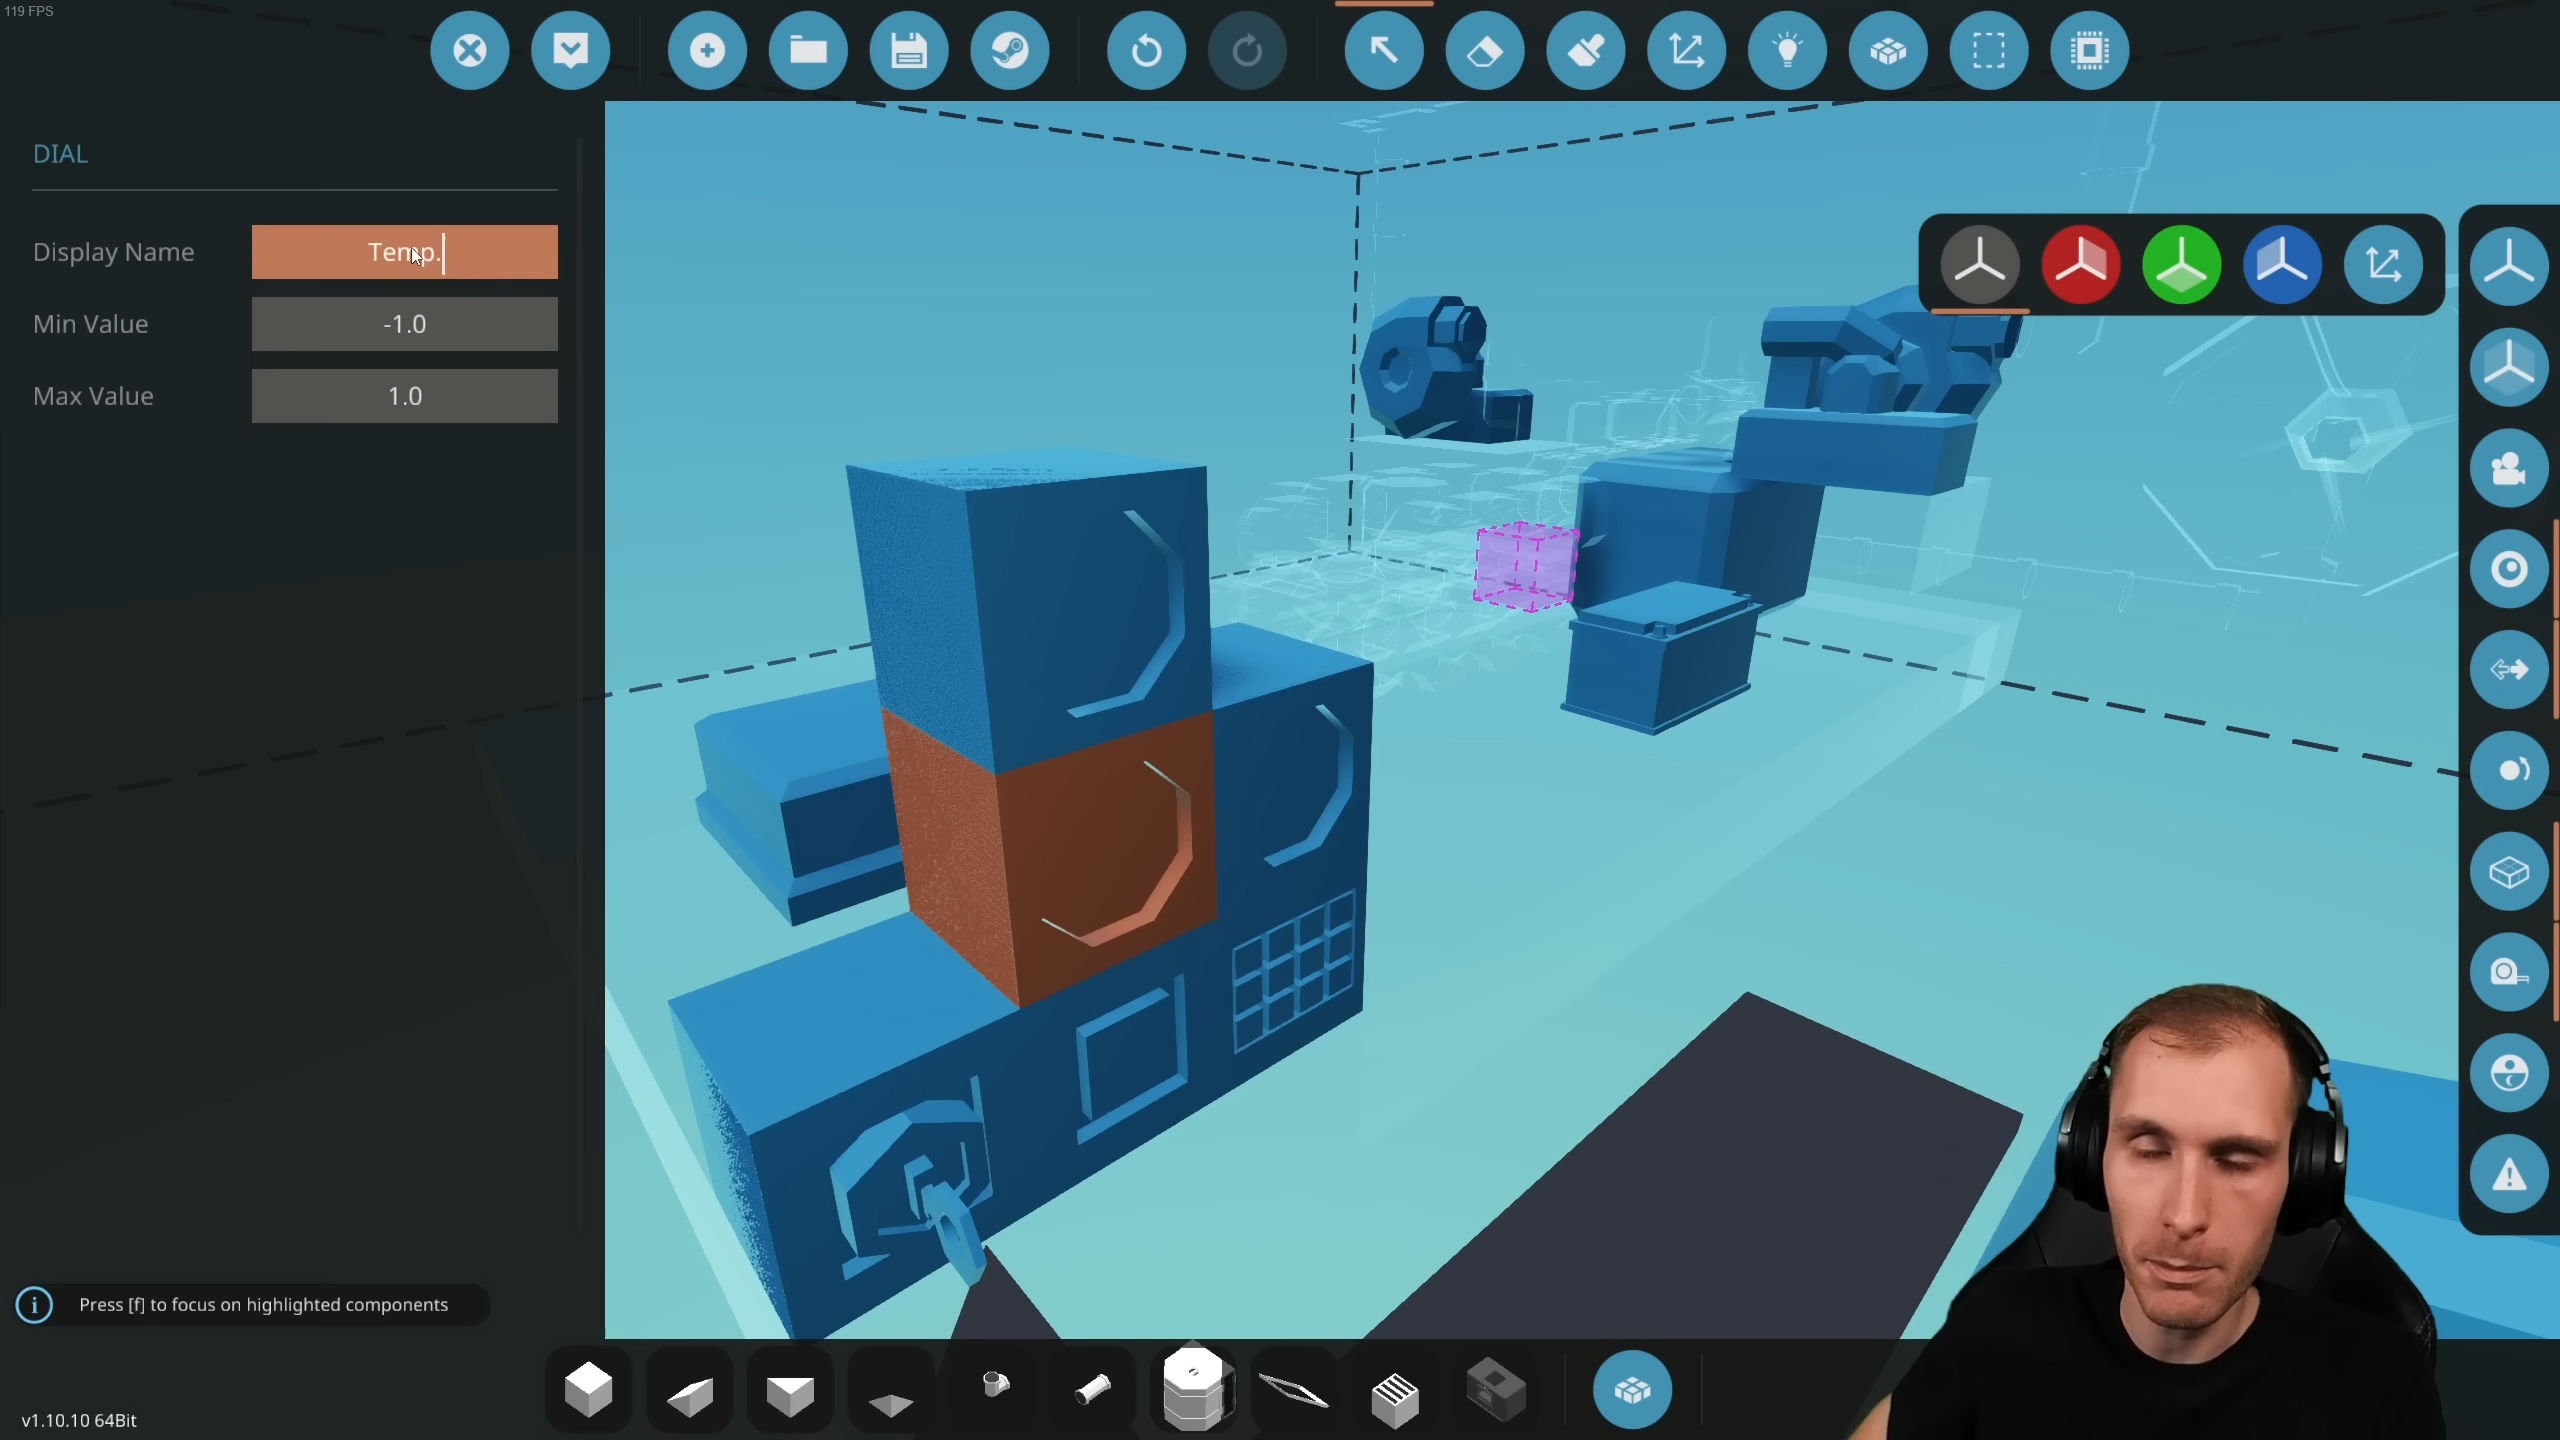 119 FPS
DIAL
Display Name
Temp.
Min Value
-1.0
Max Value
1.0
Press [f] to focus on highlighted components
v1.10.10 64Bit